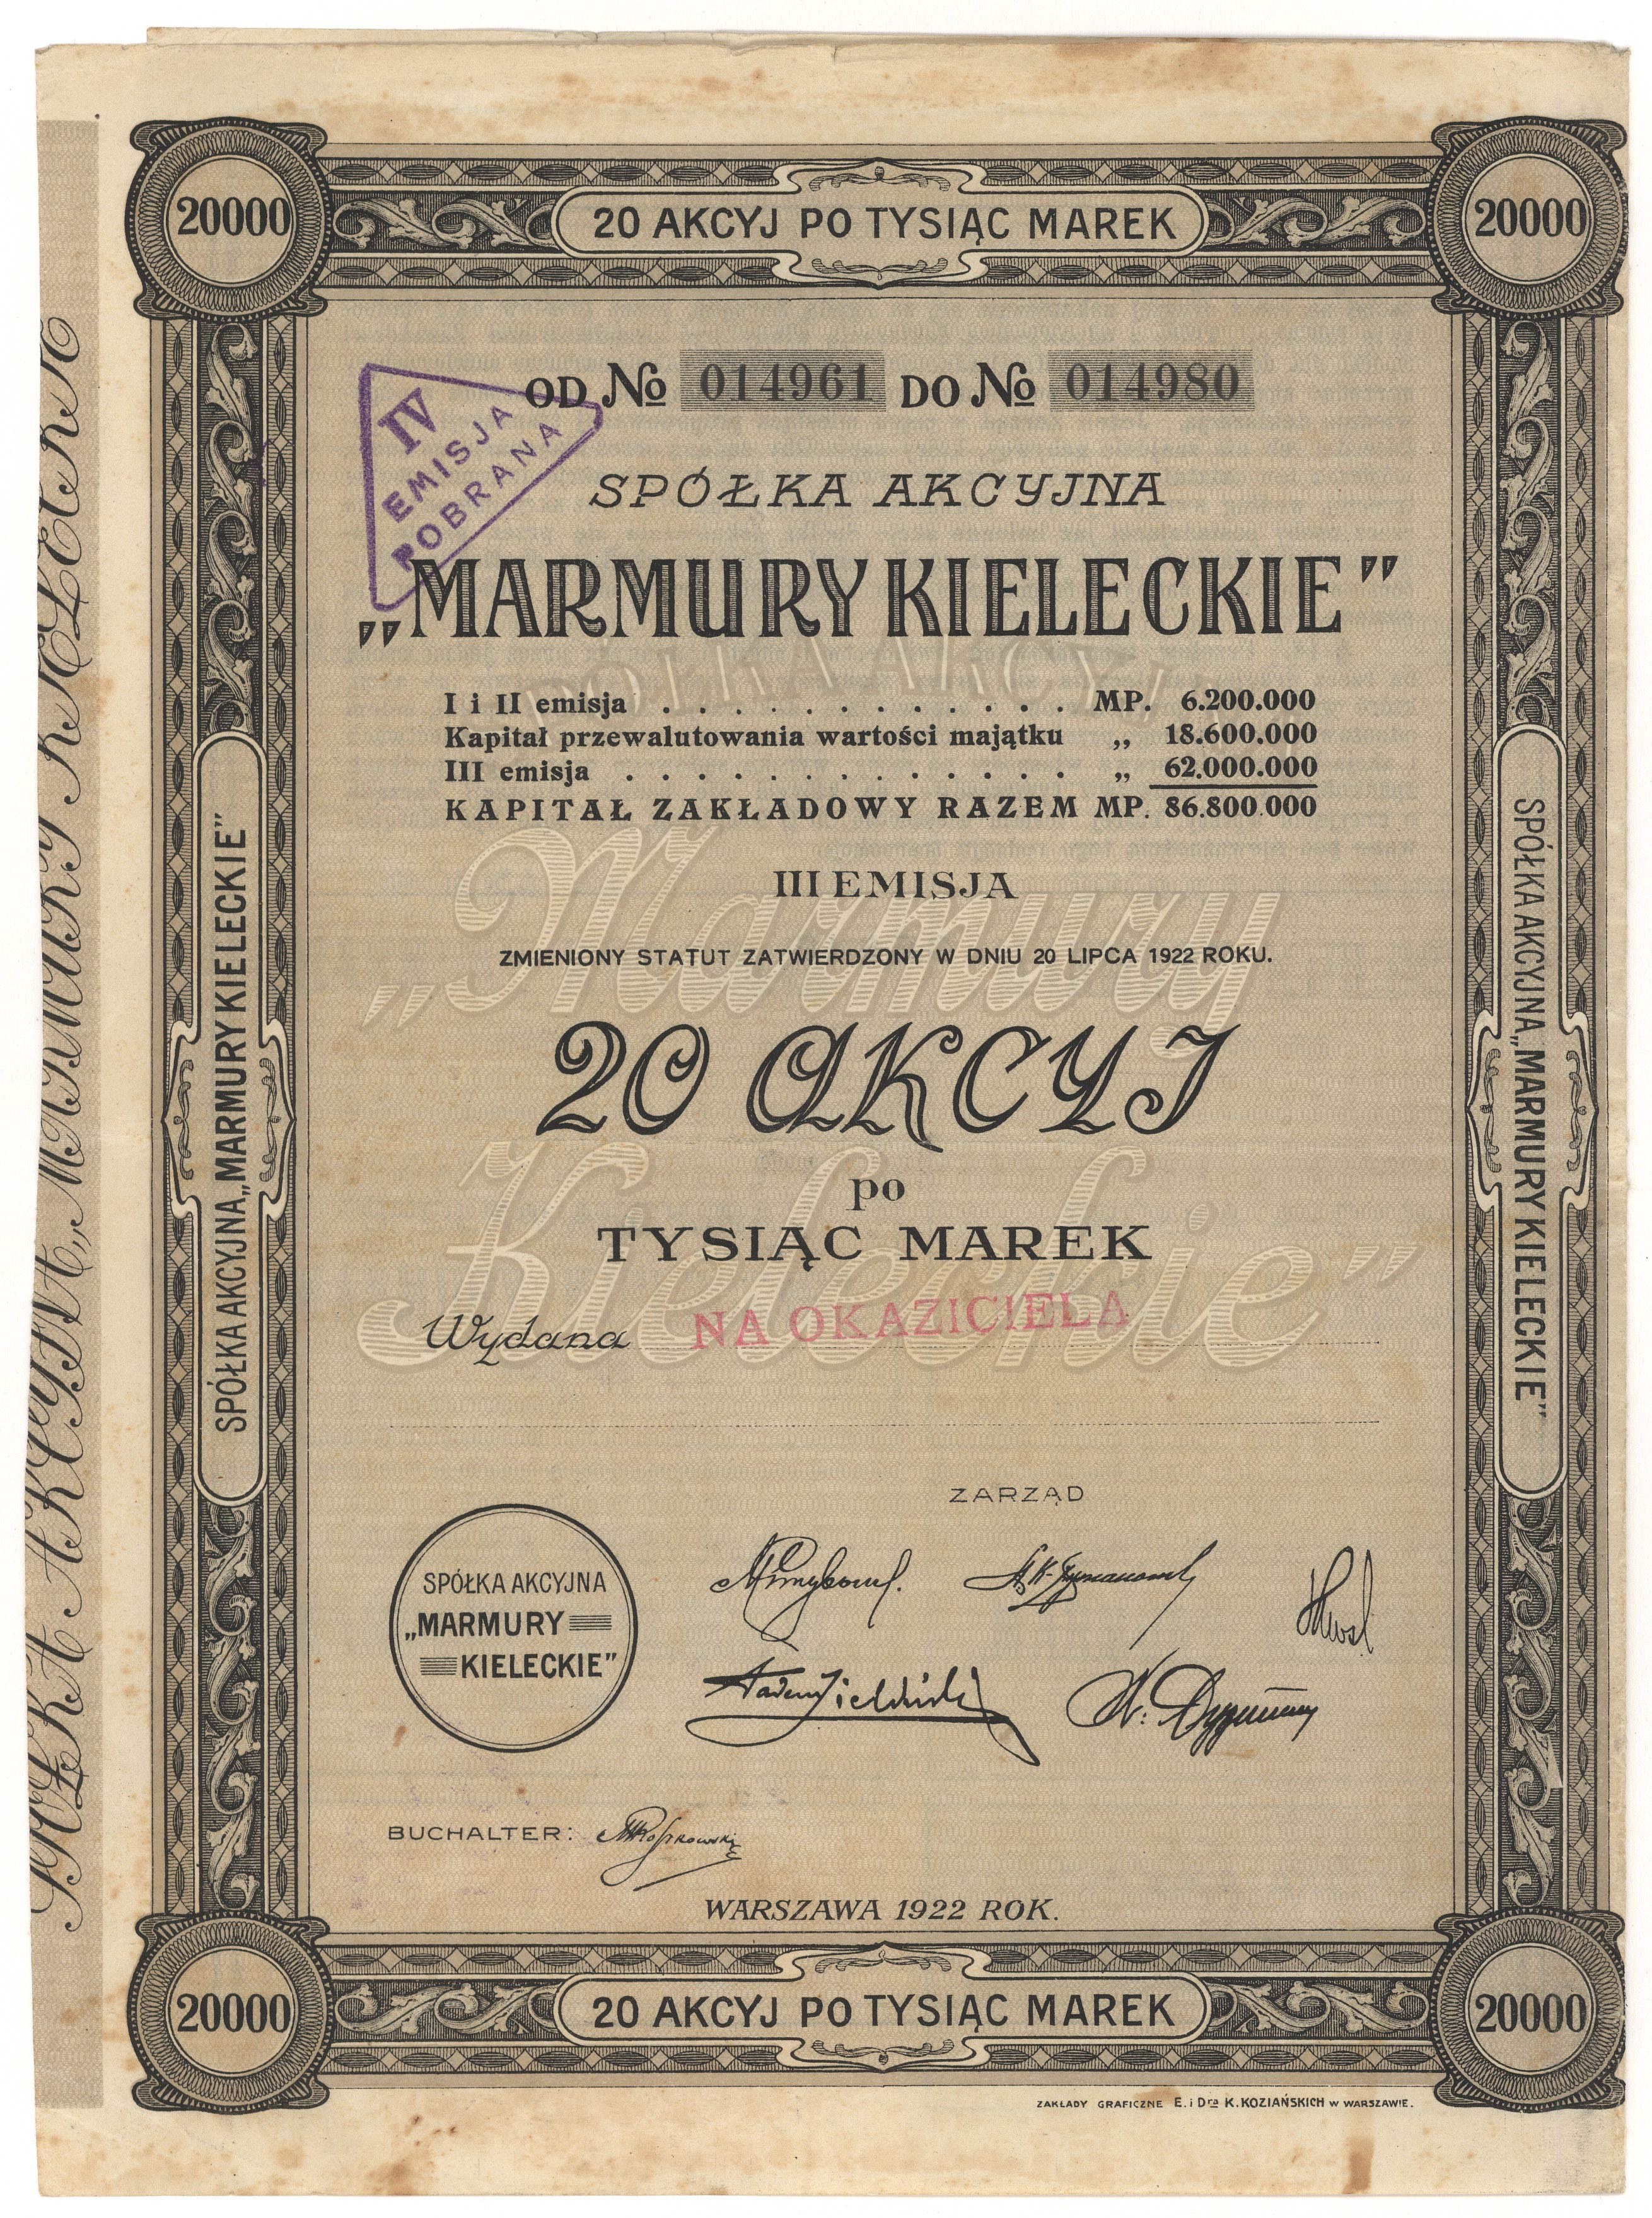 20000
20 AKCYJ PO TYSIĄC MAREK
20000
OD No 014961 DO No 014980
IV
EMISJA
POBRANA
SPÓŁKA AKCYJNA
„MARMURY KIELECKIE”
I i II emisja . . . . . . . . . . . . MP. 6.200.000
Kapitał przewalutowania wartości majątku „ 18.600.000
III emisja . . . . . . . . . . . . . „ 62.000.000
KAPITAŁ ZAKŁADOWY RAZEM MP. 86.800.000
III EMISJA
ZMIENIONY STATUT ZATWIERDZONY W DNIU 20 LIPCA 1922 ROKU.
„Marmury
Kieleckie”
20 AKCYJ
po
TYSIĄC MAREK
Wydana NA OKAZICIELA
SPÓŁKA AKCYJNA „MARMURY KIELECKIE”
SPÓŁKA AKCYJNA „MARMURY KIELECKIE”
ZARZĄD
SPÓŁKA AKCYJNA
„MARMURY
KIELECKIE”
BUCHALTER:
WARSZAWA 1922 ROK.
20000
20 AKCYJ PO TYSIĄC MAREK
20000
ZAKŁADY GRAFICZNE E. i Dra K. KOZIAŃSKICH w WARSZAWIE.